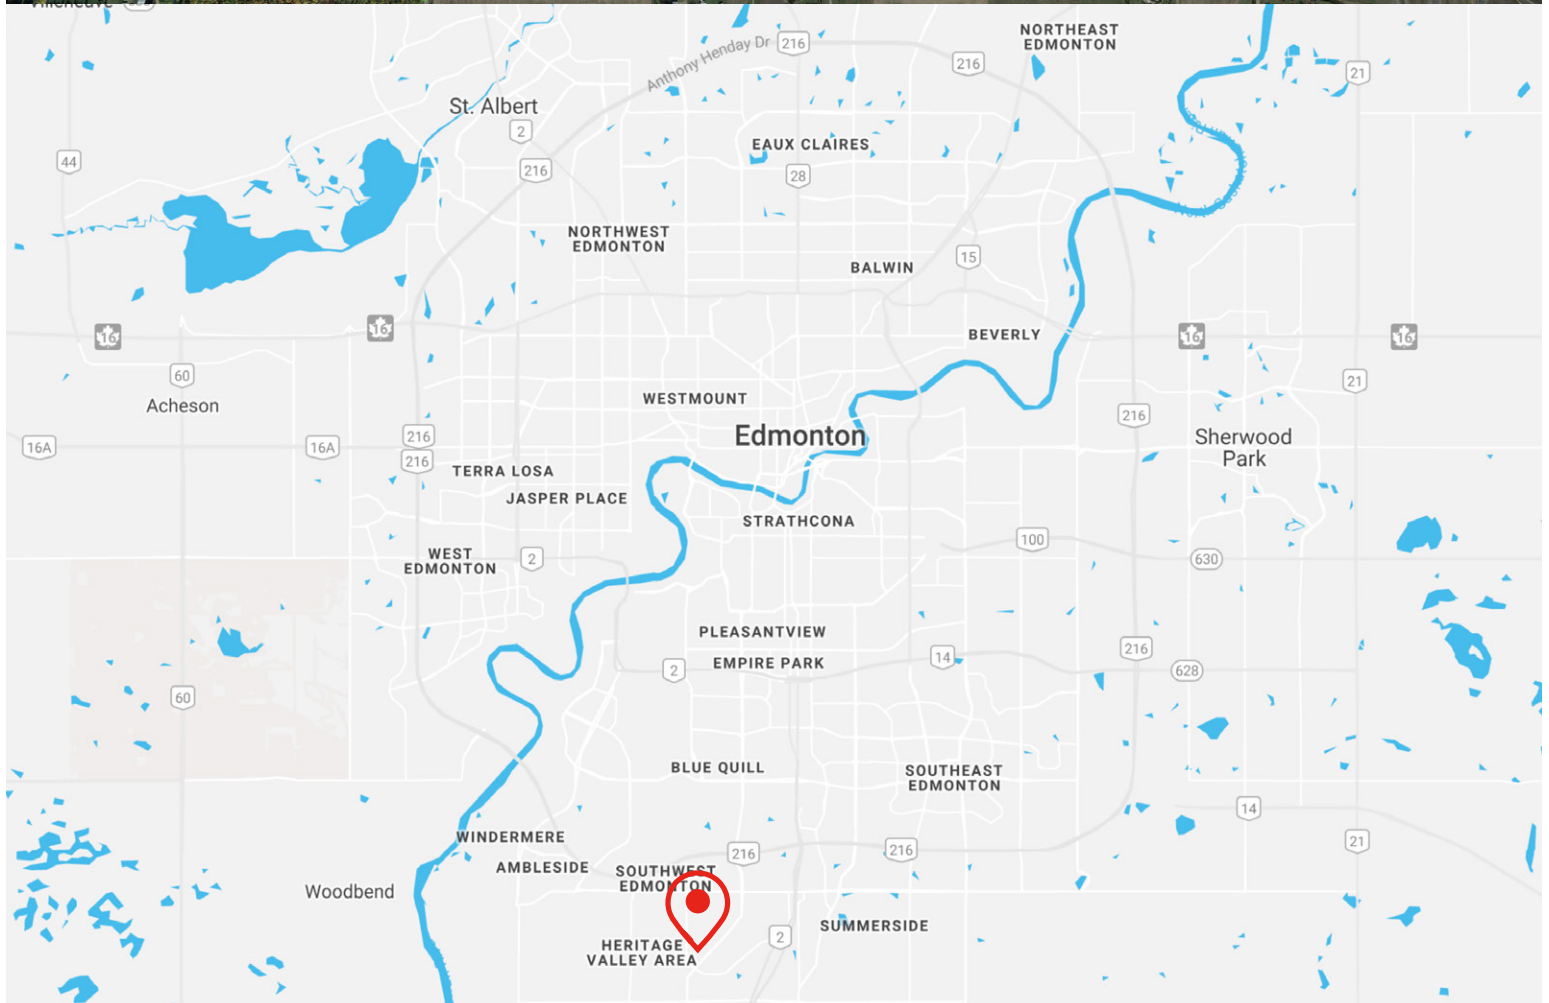 NORTHEAST
EDMONTON
216
216
Anthony Henday Dr
21
St. Albert
2
EAUX CLAIRES
44
216
28
NORTHWEST
EDMONTON
15
BALWIN
16
16
BEVERLY
16
16
60
21
Acheson
WESTMOUNT
216
Edmonton
216
16A
16A
216
Sherwood
Park
TERRA LOSA
JASPER PLACE
STRATHCONA
100
WEST
EDMONTON
2
630
PLEASANTVIEW
EMPIRE PARK
2
14
216
628
60
BLUE QUILL
SOUTHEAST
EDMONTON
14
WINDERMERE
21
216
216
AMBLESIDE
SOUTHWEST
EDMONTON
Woodbend
SUMMERSIDE
2
HERITAGE
VALLEY AREA